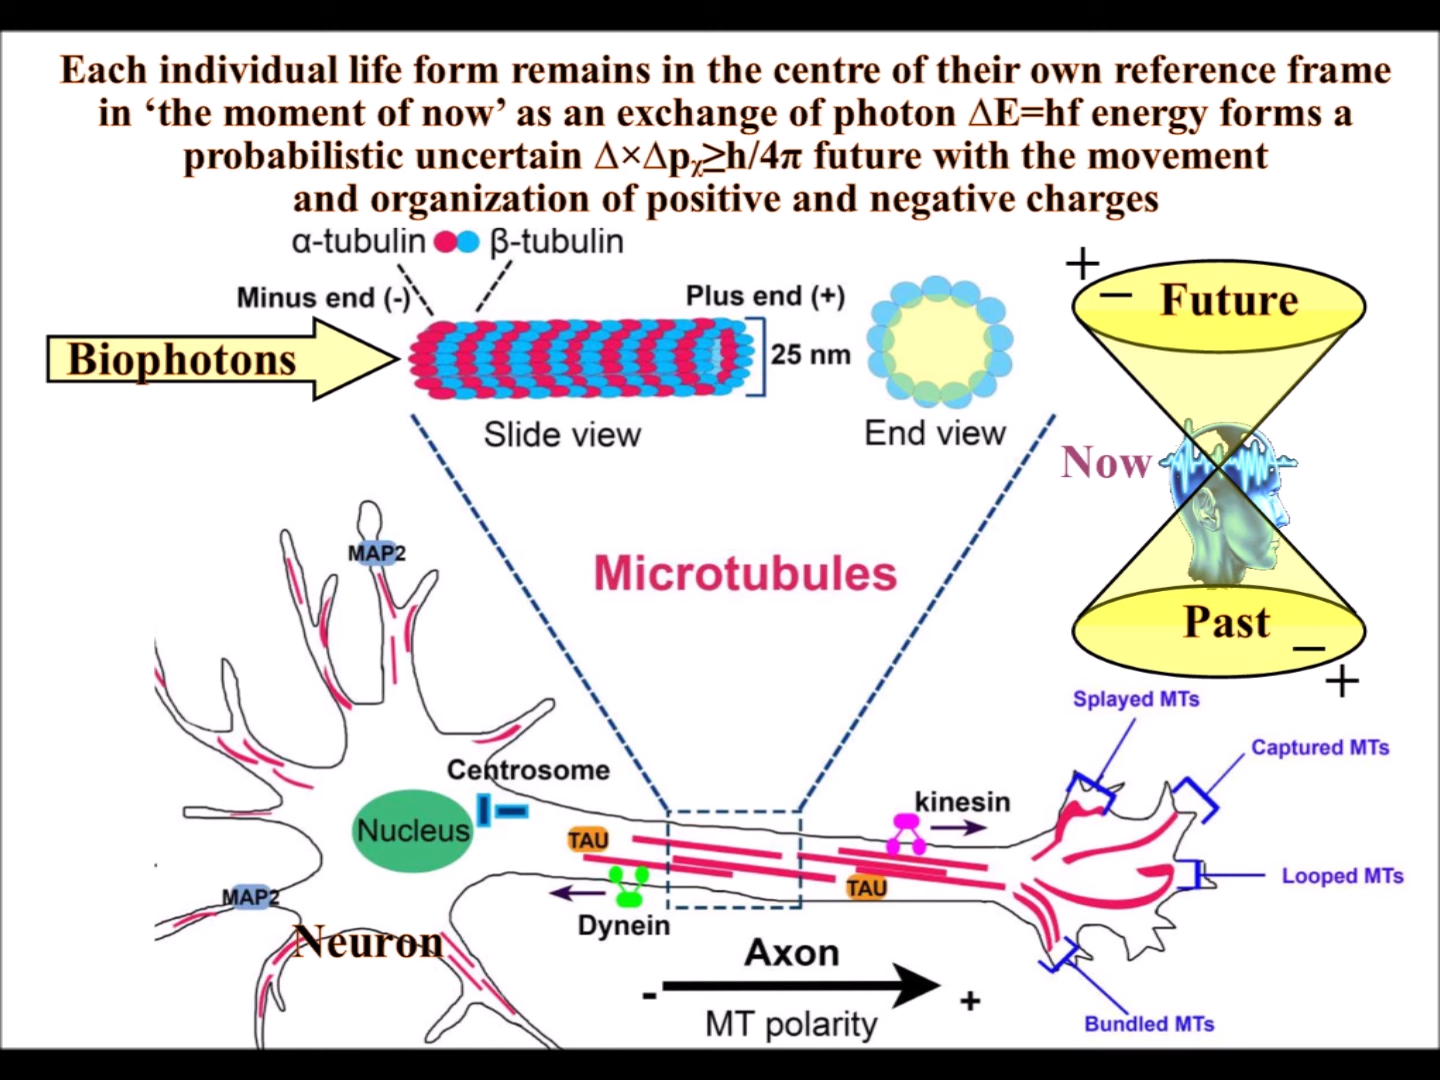 Each individual life form remains in the centre of their own reference frame
in ‘the moment of now’ as an exchange of photon ∆E=hf energy forms a
probabilistic uncertain ∆×∆pᵪ≥h/4π future with the movement
and organization of positive and negative charges
α-tubulin β-tubulin
Minus end (-)
Plus end (+)
Biophotons
25 nm
Slide view
End view
+
− Future
Now
Past
−
+
Microtubules
MAP2
Splayed MTs
Captured MTs
Centrosome
kinesin
Nucleus
TAU
TAU
Looped MTs
MAP2
Dynein
Neuron
Axon
- +
MT polarity
Bundled MTs